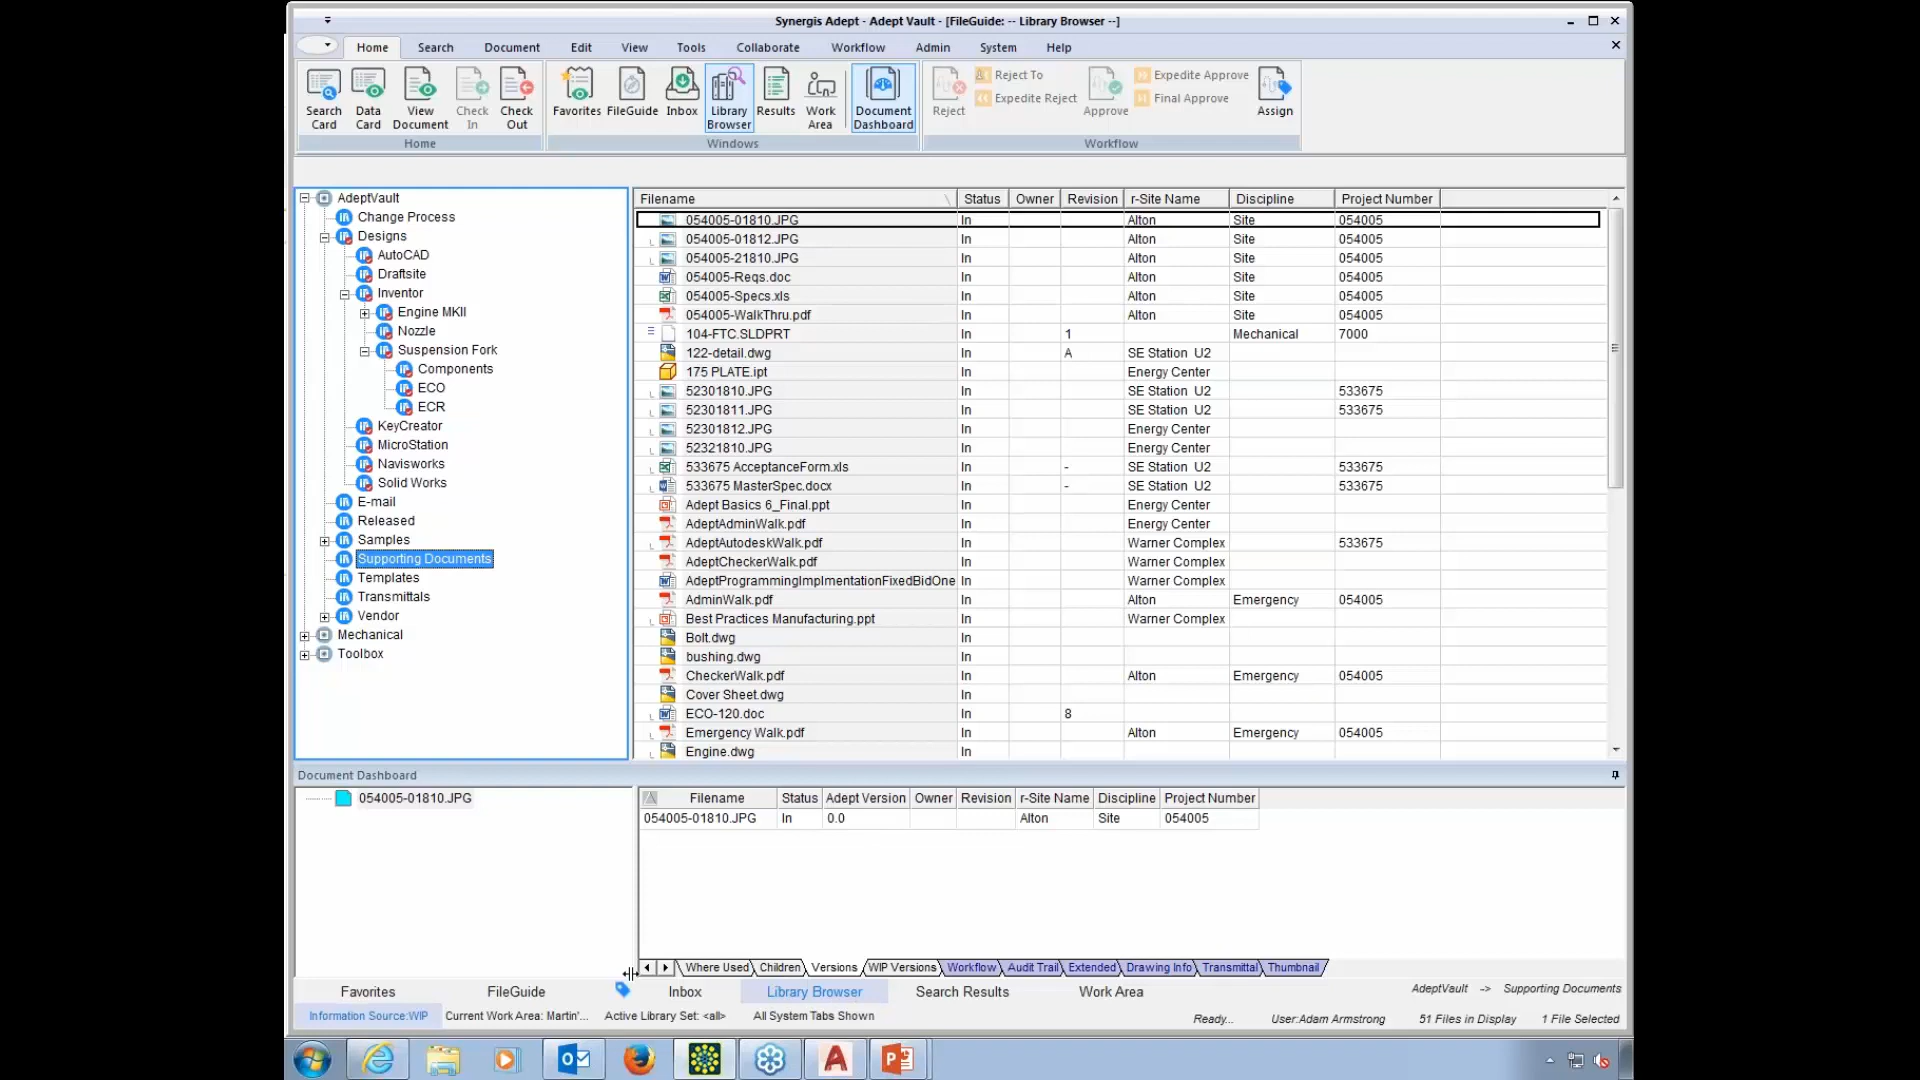 Synergis Adept - Adept Vault - [FileGuide: -- Library Browser --]
Home Search Document Edit View Tools Collaborate Workflow Admin System Help
Search Card Data Card View Document Check In Check Out
Favorites FileGuide Inbox Library Browser Results Work Area Document Dashboard
Reject Reject To Expedite Reject Approve Expedite Approve Final Approve Assign
Home Windows Workflow
AdeptVault
Change Process
Designs
AutoCAD
Draftsite
Inventor
Engine MKII
Nozzle
Suspension Fork
Components
ECO
ECR
KeyCreator
MicroStation
Navisworks
Solid Works
E-mail
Released
Samples
Supporting Documents
Templates
Transmittals
Vendor
Mechanical
Toolbox
Filename Status Owner Revision r-Site Name Discipline Project Number
054005-01810.JPG In Alton Site 054005
054005-01812.JPG In Alton Site 054005
054005-21810.JPG In Alton Site 054005
054005-Reqs.doc In Alton Site 054005
054005-Specs.xls In Alton Site 054005
054005-WalkThru.pdf In Alton Site 054005
104-FTC.SLDPRT In 1 Mechanical 7000
122-detail.dwg In A SE Station U2
175 PLATE.ipt In Energy Center
52301810.JPG In SE Station U2 533675
52301811.JPG In SE Station U2 533675
52301812.JPG In Energy Center
52321810.JPG In Energy Center
533675 AcceptanceForm.xls In - SE Station U2 533675
533675 MasterSpec.docx In - SE Station U2 533675
Adept Basics 6_Final.ppt In Energy Center
AdeptAdminWalk.pdf In Energy Center
AdeptAutodeskWalk.pdf In Warner Complex 533675
AdeptCheckerWalk.pdf In Warner Complex
AdeptProgrammingImplmentationFixedBidOne In Warner Complex
AdminWalk.pdf In Alton Emergency 054005
Best Practices Manufacturing.ppt In Warner Complex
Bolt.dwg In
bushing.dwg In
CheckerWalk.pdf In Alton Emergency 054005
Cover Sheet.dwg In
ECO-120.doc In 8
Emergency Walk.pdf In Alton Emergency 054005
Engine.dwg In
Document Dashboard
054005-01810.JPG
Filename Status Adept Version Owner Revision r-Site Name Discipline Project Number
054005-01810.JPG In 0.0 Alton Site 054005
Where Used Children Versions WIP Versions Workflow Audit Trail Extended Drawing Info Transmittal Thumbnail
Favorites FileGuide Inbox Library Browser Search Results Work Area AdeptVault -> Supporting Documents
Information Source:WIP Current Work Area: Martin'... Active Library Set: <all> All System Tabs Shown Ready... User:Adam Armstrong 51 Files in Display 1 File Selected